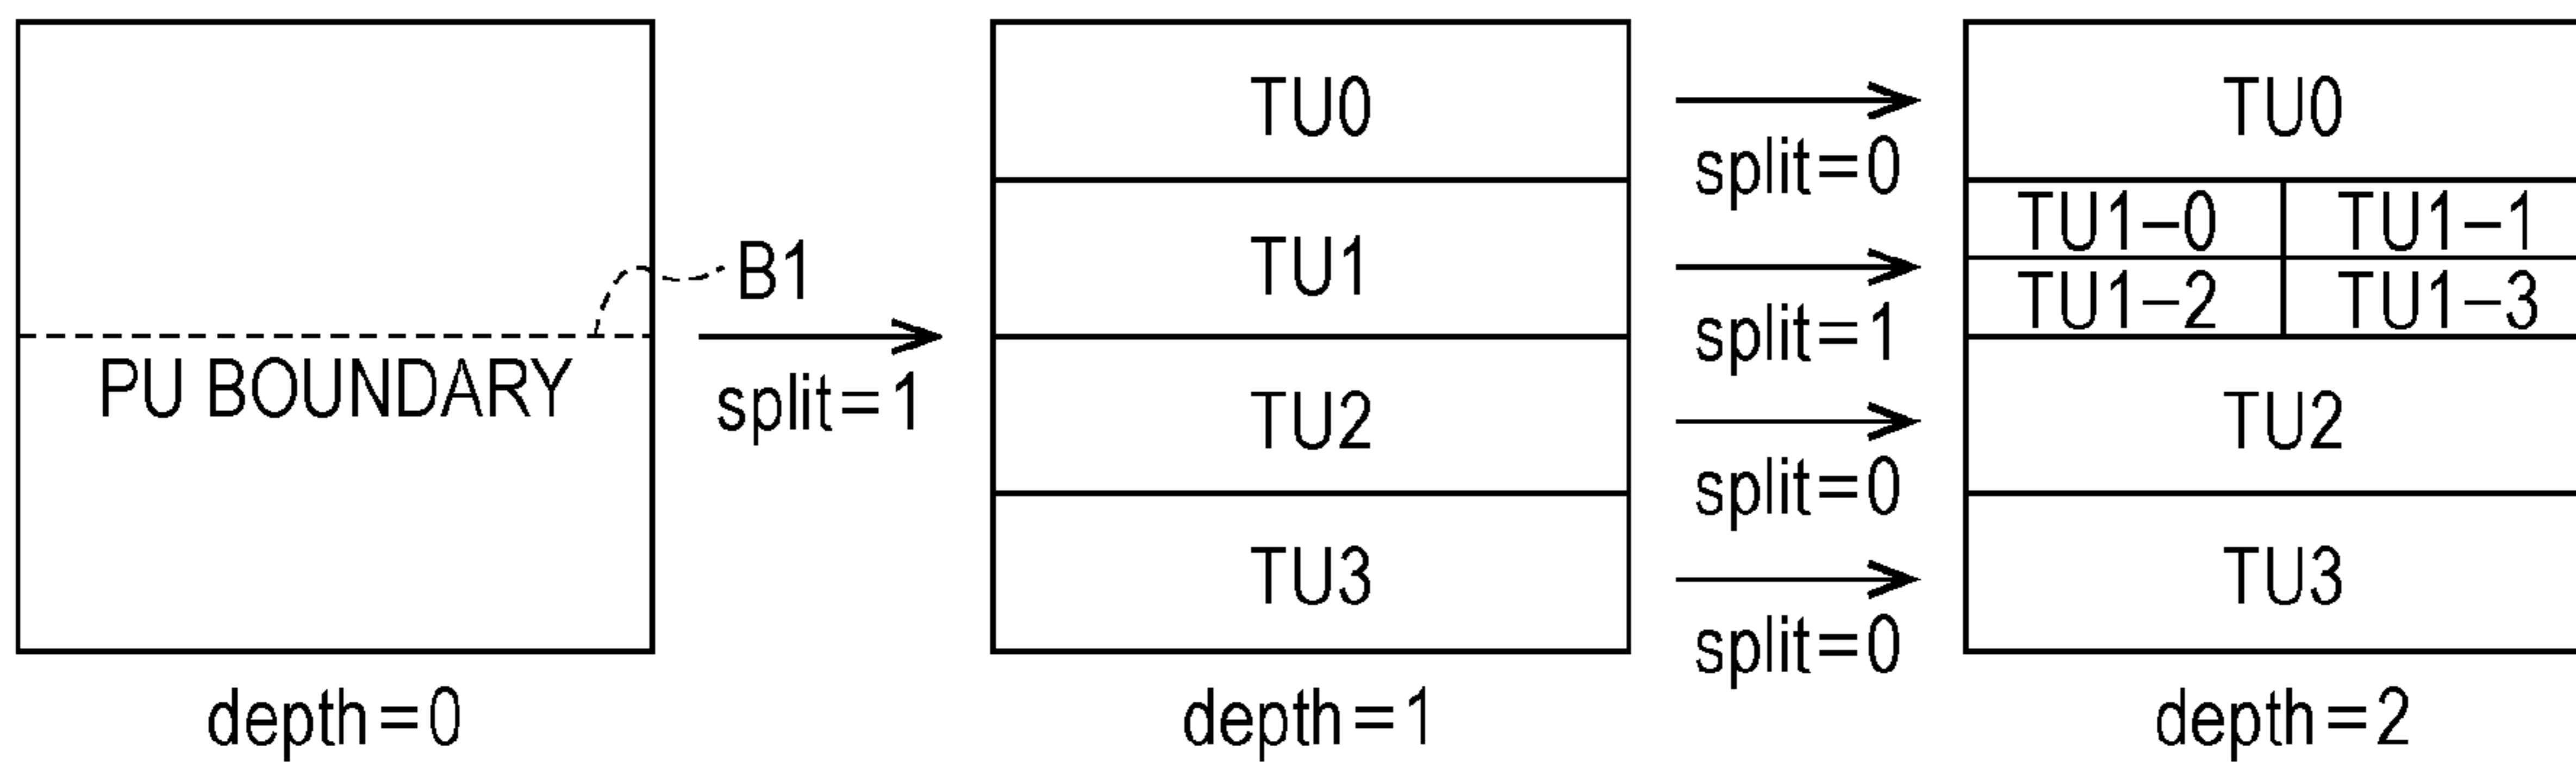 PU BOUNDARY
depth=0
B1
split=1
TU0
TU1
TU2
TU3
depth=1
split=0
split=1
split=0
split=0
TU0
TU1–0 TU1–1
TU1–2 TU1–3
TU2
TU3
depth=2